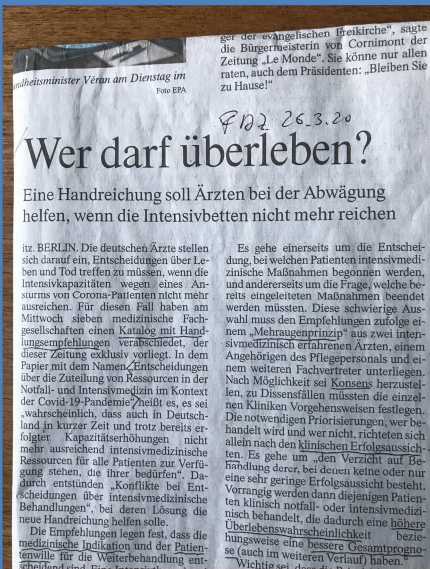 ndheitsminister Véran am Dienstag im
Foto EPA
ger der evangelischen Freikirche“, sagte
die Bürgermeisterin von Cornimont der
Zeitung „Le Monde“. Sie könne nur allen
raten, auch dem Präsidenten: „Bleiben Sie
zu Hause!“
FAZ 26.3.20
Wer darf überleben?
Eine Handreichung soll Ärzten bei der Abwägung
helfen, wenn die Intensivbetten nicht mehr reichen
itz. BERLIN. Die deutschen Ärzte stellen
sich darauf ein, Entscheidungen über Le-
ben und Tod treffen zu müssen, wenn die
Intensivkapazitäten wegen eines An-
sturms von Corona-Patienten nicht mehr
ausreichen. Für diesen Fall haben am
Mittwoch sieben medizinische Fach-
gesellschaften einen Katalog mit Hand-
lungsempfehlungen verabschiedet, der
dieser Zeitung exklusiv vorliegt. In dem
Papier mit dem Namen „Entscheidungen
über die Zuteilung von Ressourcen in der
Notfall- und Intensivmedizin im Kontext
der Covid-19-Pandemie“ heißt es, es sei
„wahrscheinlich, dass auch in Deutsch-
land in kurzer Zeit und trotz bereits er-
folgter Kapazitätserhöhungen nicht
mehr ausreichend intensivmedizinische
Ressourcen für alle Patienten zur Verfü-
gung stehen, die ihrer bedürfen“. Da-
durch entstünden „Konflikte bei Ent-
scheidungen über intensivmedizinische
Behandlungen“, bei deren Lösung die
neue Handreichung helfen solle.
Die Empfehlungen legen fest, dass die
medizinische Indikation und der Patien-
tenwille für die Weiterbehandlung ent-
scheidend sind.
Es gehe einerseits um die Entschei-
dung, bei welchen Patienten intensivmedi-
zinische Maßnahmen begonnen werden,
und andererseits um die Frage, welche be-
reits eingeleiteten Maßnahmen beendet
werden müssten. Diese schwierige Aus-
wahl muss den Empfehlungen zufolge ei-
nem „Mehraugenprinzip“ aus zwei inten-
sivmedizinisch erfahrenen Ärzten, einem
Angehörigen des Pflegepersonals und ei-
nem weiteren Fachvertreter unterliegen.
Nach Möglichkeit sei Konsens herzustel-
len, zu Dissensfällen müssten die einzel-
nen Kliniken Vorgehensweisen festlegen.
Die notwendigen Priorisierungen, wer be-
handelt wird und wer nicht, richteten sich
allein nach den klinischen Erfolgsaussich-
ten. Es gehe um „den Verzicht auf Be-
handlung derer, bei denen keine oder nur
eine sehr geringe Erfolgsaussicht besteht.
Vorrangig werden dann diejenigen Patien-
ten klinisch notfall- oder intensivmedizi-
nisch behandelt, die dadurch eine höhere
Überlebenswahrscheinlichkeit bezie-
hungsweise eine bessere Gesamtprogno-
se (auch im weiteren Verlauf) haben.“
Wichtig sei,